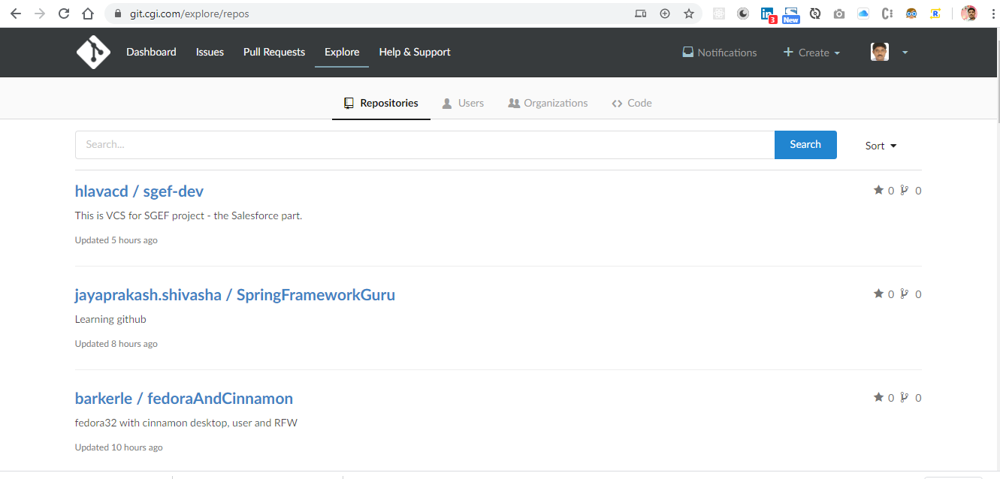 git.cgi.com/explore/repos
3
New
R
Dashboard Issues Pull Requests Explore Help & Support Notifications Create
Repositories Users Organizations Code
Search... Search Sort
hlavacd / sgef-dev 0 0
This is VCS for SGEF project - the Salesforce part.
Updated 5 hours ago
jayaprakash.shivasha / SpringFrameworkGuru 0 0
Learning github
Updated 8 hours ago
barkerle / fedoraAndCinnamon 0 0
fedora32 with cinnamon desktop, user and RFW
Updated 10 hours ago